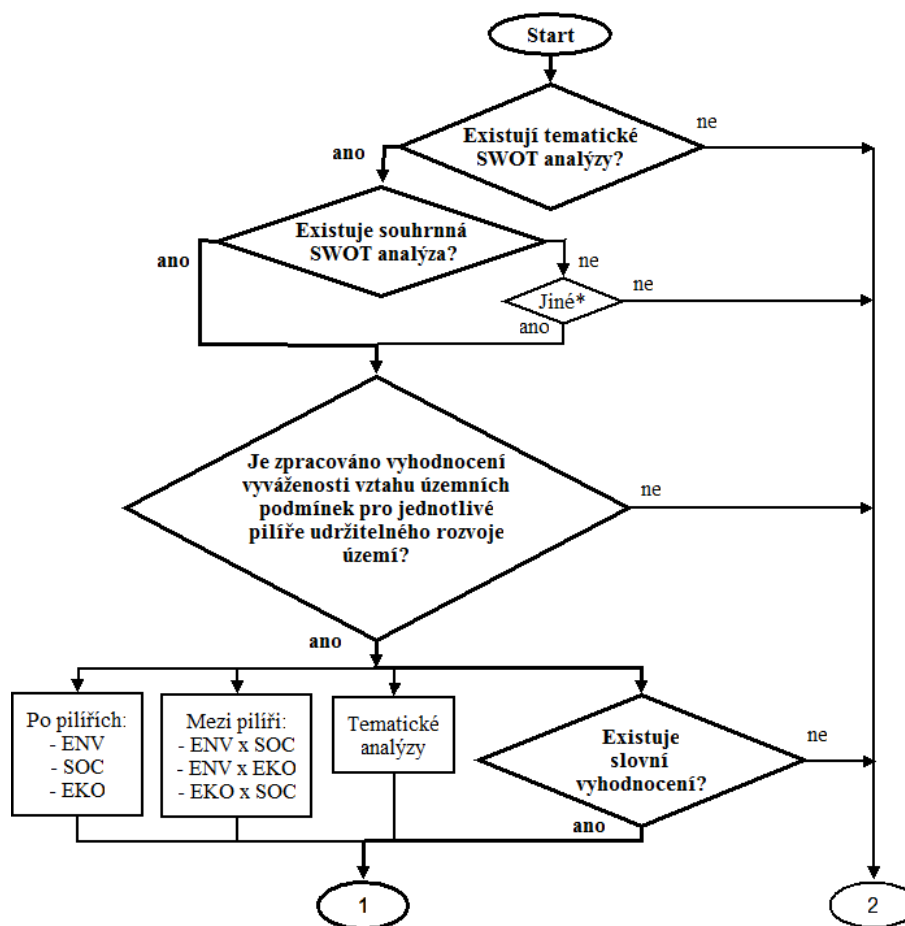 Start
Existují tematické
SWOT analýzy?
ne
ano
Existuje souhrnná
SWOT analýza?
ano
ne
Jiné*
ne
ano
Je zpracováno vyhodnocení
vyváženosti vztahu územních
podmínek pro jednotlivé
pilíře udržitelného rozvoje
území?
ne
ano
Po pilířích:
- ENV
- SOC
- EKO
Mezi pilíři:
- ENV x SOC
- ENV x EKO
- EKO x SOC
Tematické
analýzy
Existuje
slovní
vyhodnocení?
ne
ano
1
2